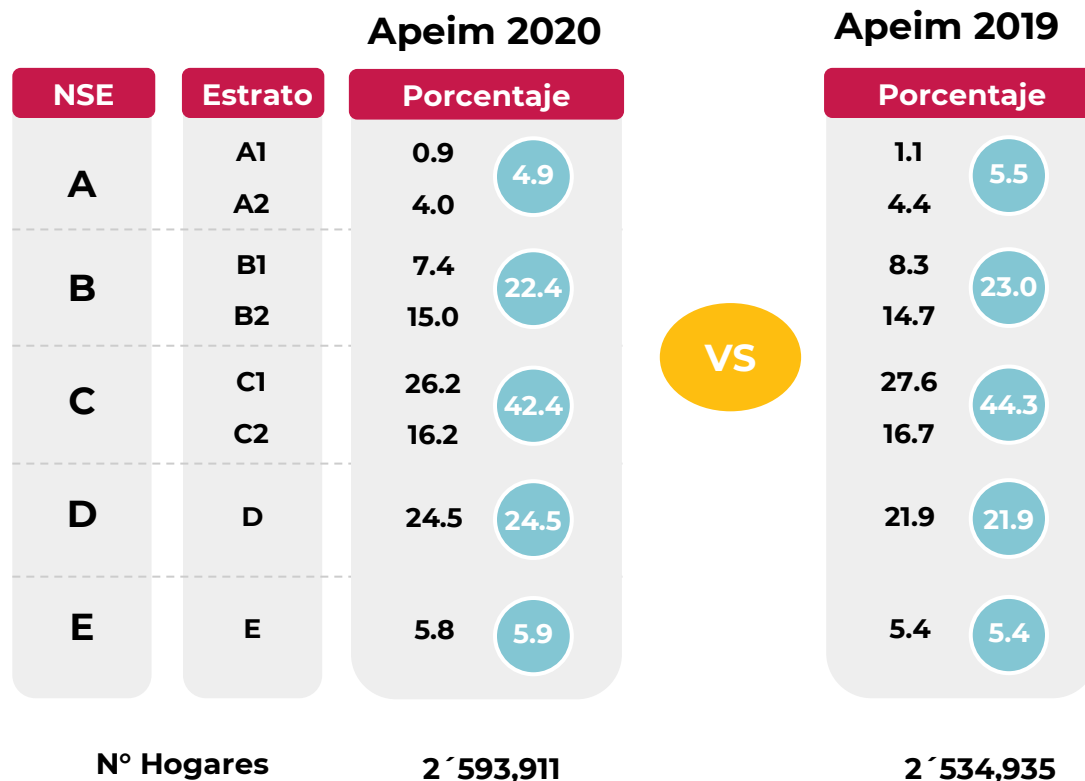 Apeim 2020 Apeim 2019
NSE Estrato Porcentaje Porcentaje
A1 0.9 1.1
A 4.9 5.5
A2 4.0 4.4
B1 7.4 8.3
B 22.4 23.0
B2 15.0 14.7
VS
C1 26.2 27.6
C 42.4 44.3
C2 16.2 16.7
D D 24.5 24.5 21.9 21.9
E E 5.8 5.9 5.4 5.4
N° Hogares 2´593,911 2´534,935